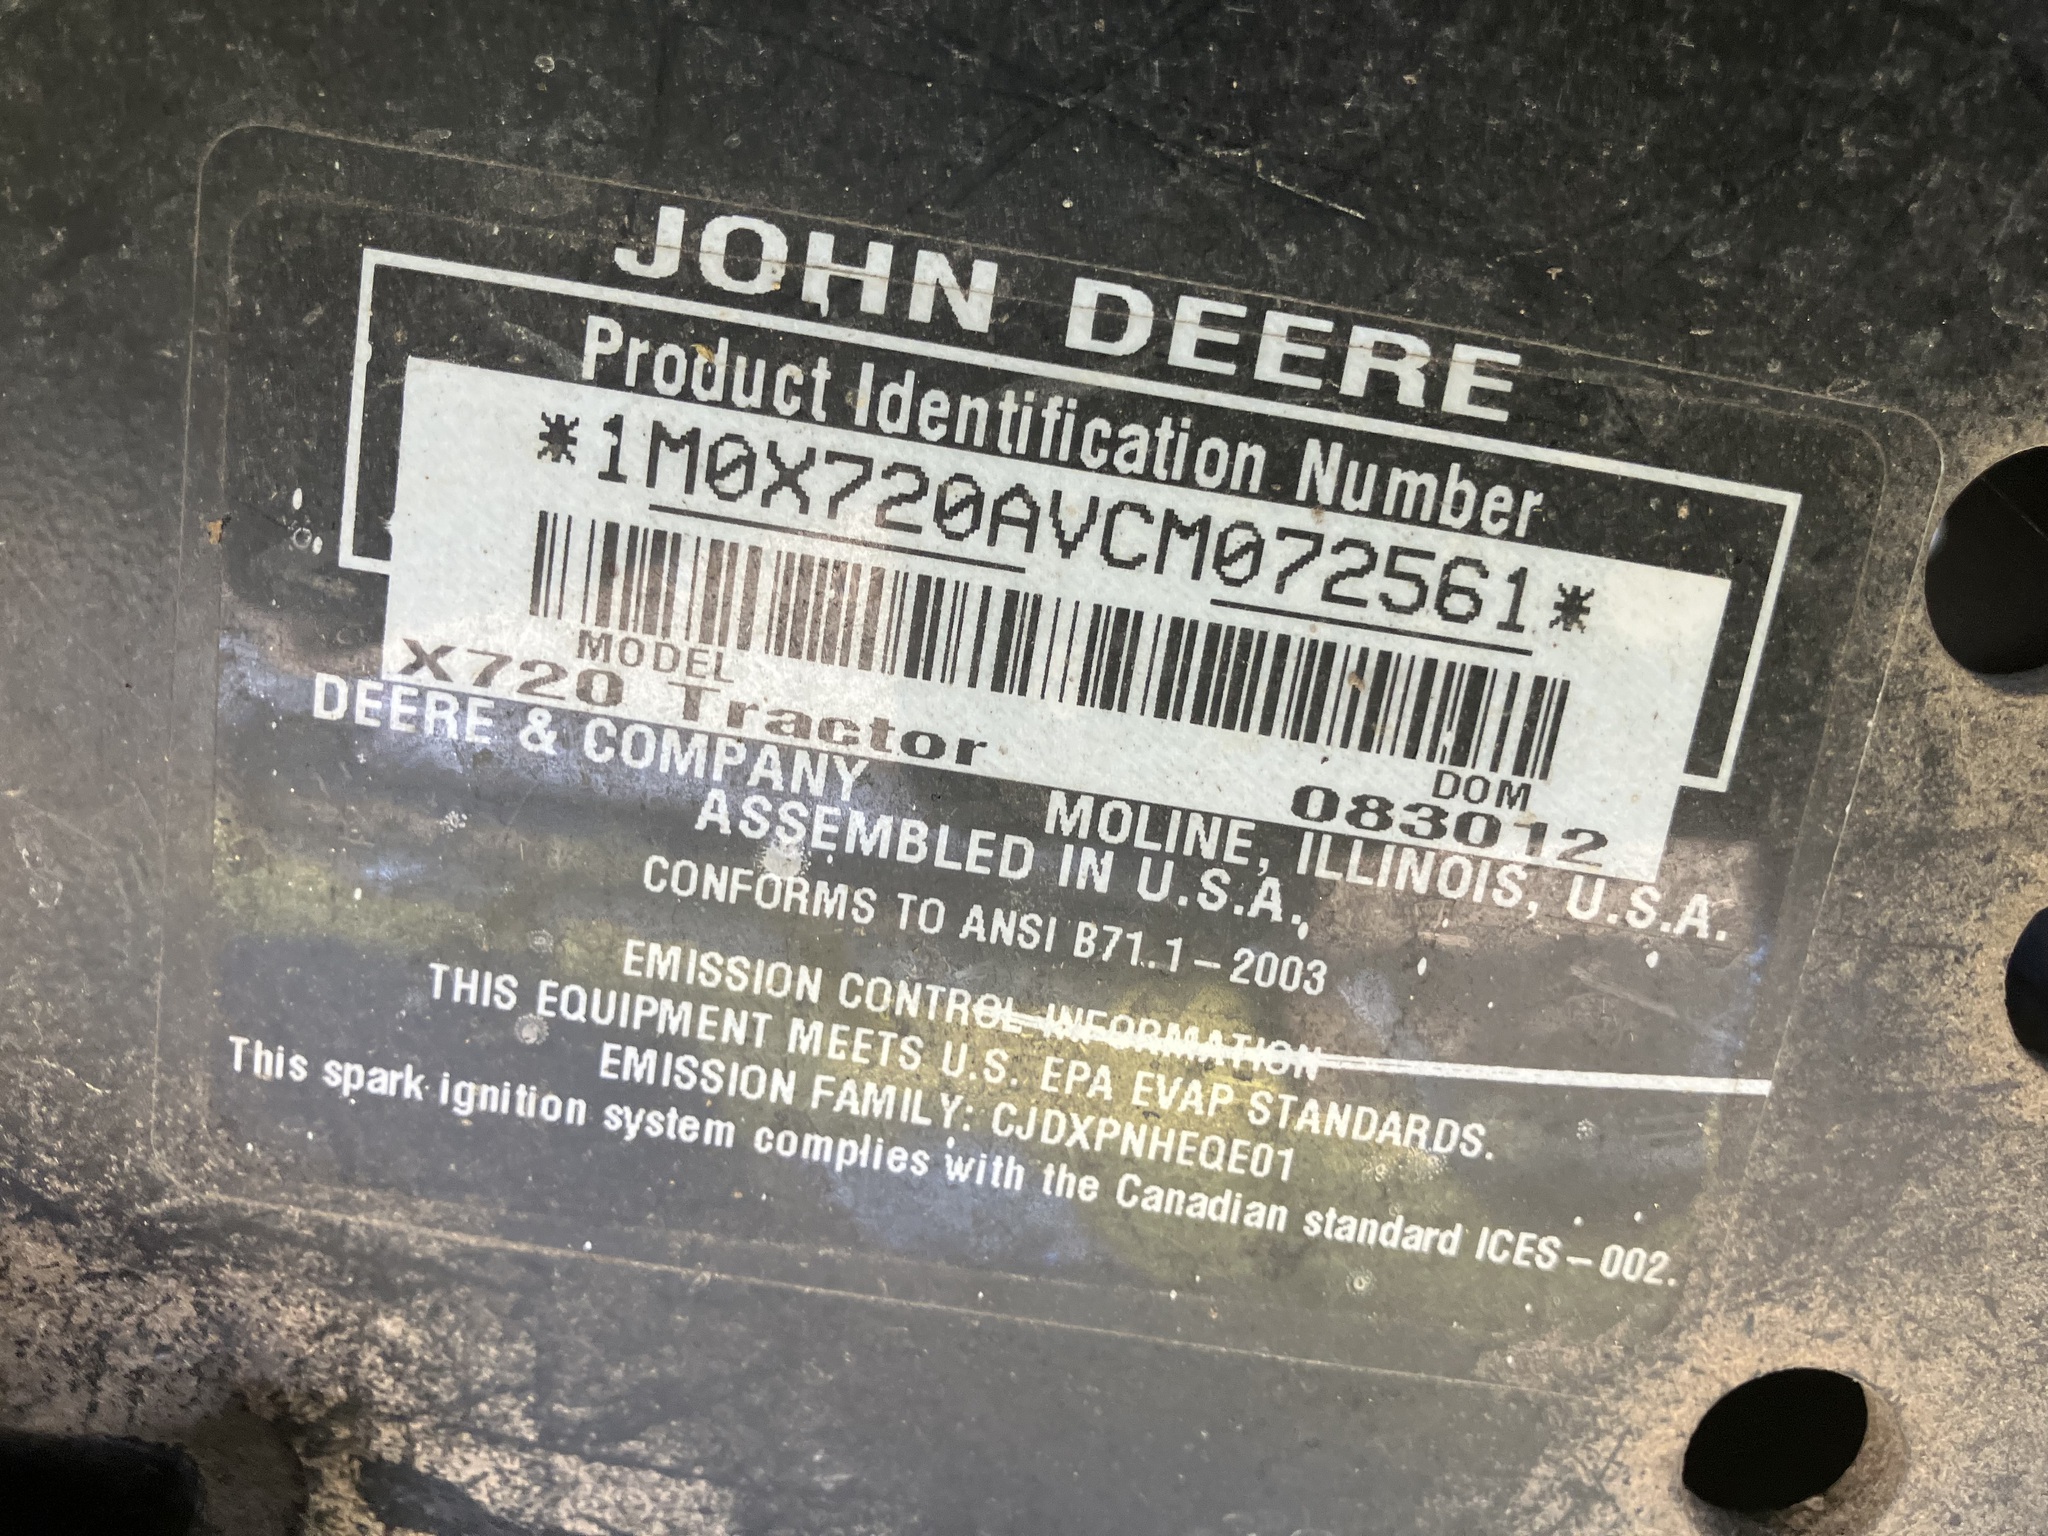 JOHN DEERE
Product Identification Number
*1M0X720AVCM072561*
MODEL
X720 Tractor
DOM
083012
DEERE & COMPANY MOLINE, ILLINOIS, U.S.A.
ASSEMBLED IN U.S.A.
CONFORMS TO ANSI B71.1-2003
EMISSION CONTROL INFORMATION
THIS EQUIPMENT MEETS U.S. EPA EVAP STANDARDS.
EMISSION FAMILY: CJDXPNHEQE01
This spark ignition system complies with the Canadian standard ICES-002.